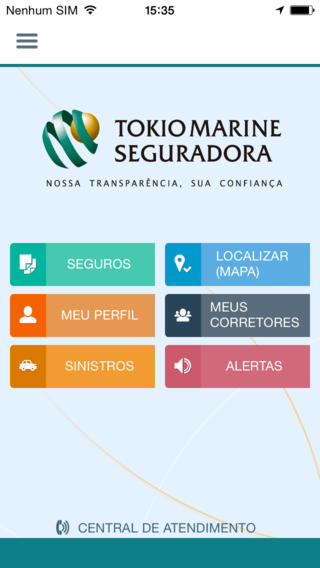 Nenhum SIM 15:35
TOKIO MARINE
SEGURADORA
NOSSA TRANSPARÊNCIA, SUA CONFIANÇA
SEGUROS
LOCALIZAR
(MAPA)
MEU PERFIL
MEUS
CORRETORES
SINISTROS
ALERTAS
CENTRAL DE ATENDIMENTO